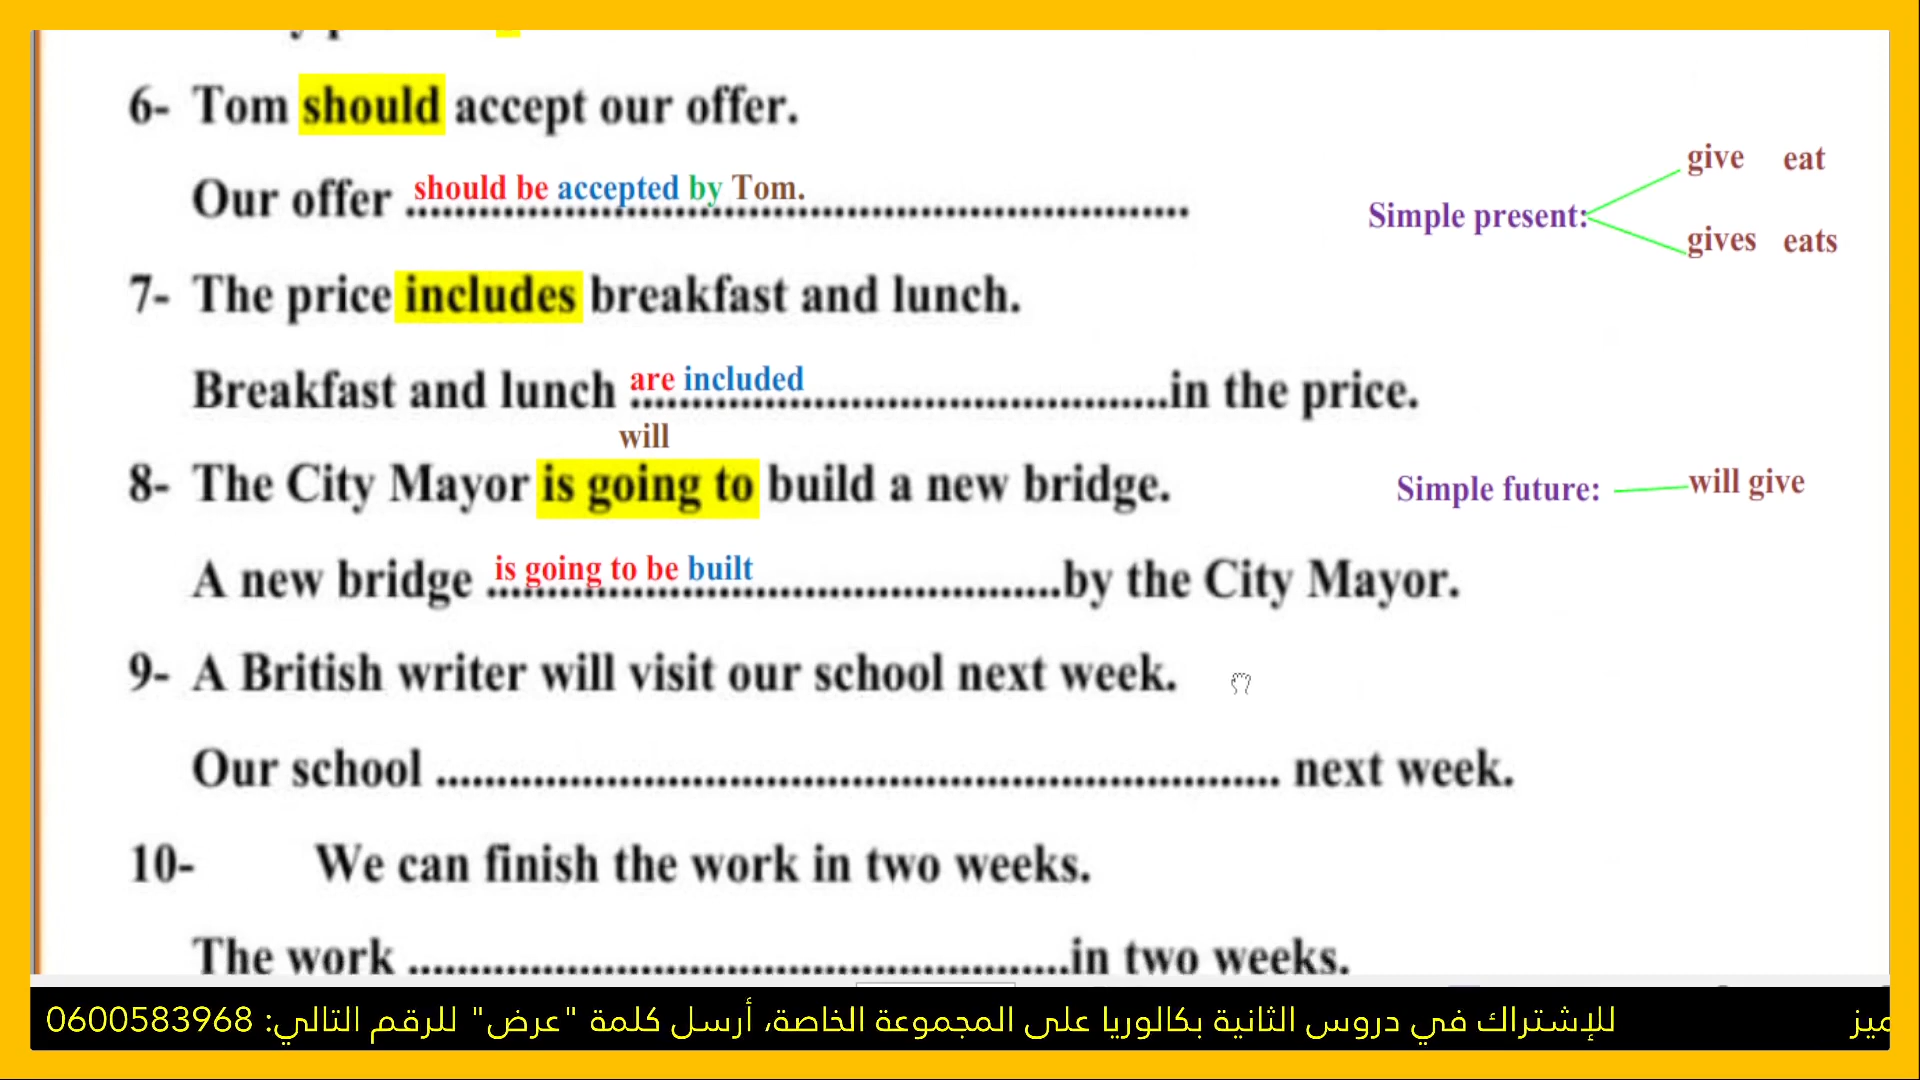 6- Tom should accept our offer.
Our offer should be accepted by Tom. ........................................
give eat
Simple present:
gives eats
7- The price includes breakfast and lunch.
Breakfast and lunch are included ........................................in the price.
will
8- The City Mayor is going to build a new bridge.
Simple future: will give
A new bridge is going to be built ........................................by the City Mayor.
9- A British writer will visit our school next week.
Our school ........................................ next week.
10- We can finish the work in two weeks.
The work ........................................in two weeks.
للإشتراك في دروس الثانية بكالوريا على المجموعة الخاصة، أرسل كلمة "عرض" للرقم التالي: 0600583968